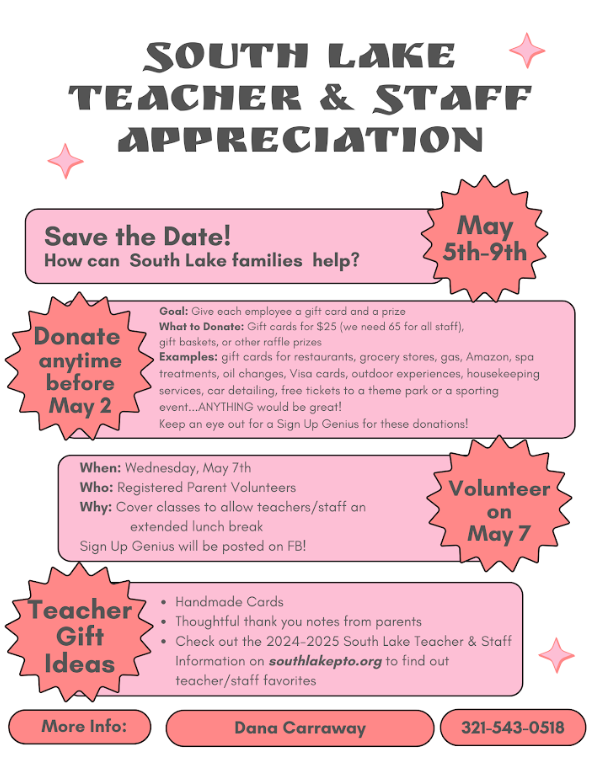 SOUTH LAKE
TEACHER & STAFF
APPRECIATION
Save the Date!
How can South Lake families help?
May
5th-9th
Donate
anytime
before
May 2
Goal: Give each employee a gift card and a prize
What to Donate: Gift cards for $25 (we need 65 for all staff),
gift baskets, or other raffle prizes
Examples: gift cards for restaurants, grocery stores, gas, Amazon, spa
treatments, oil changes, Visa cards, outdoor experiences, housekeeping
services, car detailing, free tickets to a theme park or a sporting
event...ANYTHING would be great!
Keep an eye out for a Sign Up Genius for these donations!
When: Wednesday, May 7th
Who: Registered Parent Volunteers
Why: Cover classes to allow teachers/staff an
extended lunch break
Sign Up Genius will be posted on FB!
Volunteer
on
May 7
Teacher
Gift
Ideas
• Handmade Cards
• Thoughtful thank you notes from parents
• Check out the 2024-2025 South Lake Teacher & Staff
Information on southlakepto.org to find out
teacher/staff favorites
More Info:
Dana Carraway
321-543-0518